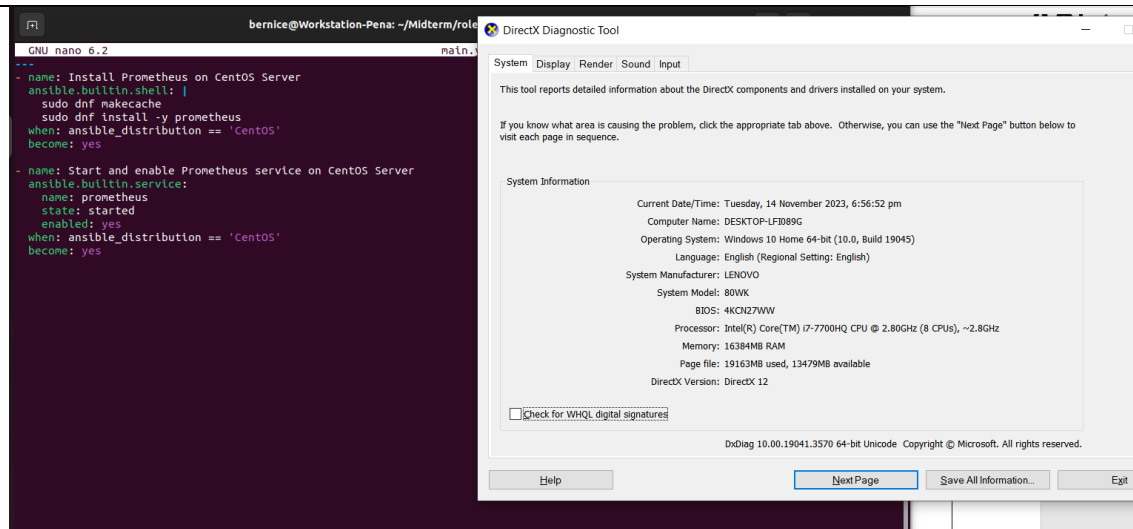 bernice@Workstation-Pena: ~/Midterm/role
GNU nano 6.2 main.y
---
- name: Install Prometheus on CentOS Server
ansible.builtin.shell: |
sudo dnf makecache
sudo dnf install -y prometheus
when: ansible_distribution == 'CentOS'
become: yes
- name: Start and enable Prometheus service on CentOS Server
ansible.builtin.service:
name: prometheus
state: started
enabled: yes
when: ansible_distribution == 'CentOS'
become: yes
DirectX Diagnostic Tool
System Display Render Sound Input
This tool reports detailed information about the DirectX components and drivers installed on your system.
If you know what area is causing the problem, click the appropriate tab above. Otherwise, you can use the "Next Page" button below to
visit each page in sequence.
System Information
Current Date/Time: Tuesday, 14 November 2023, 6:56:52 pm
Computer Name: DESKTOP-LFI089G
Operating System: Windows 10 Home 64-bit (10.0, Build 19045)
Language: English (Regional Setting: English)
System Manufacturer: LENOVO
System Model: 80WK
BIOS: 4KCN27WW
Processor: Intel(R) Core(TM) i7-7700HQ CPU @ 2.80GHz (8 CPUs), ~2.8GHz
Memory: 16384MB RAM
Page file: 19163MB used, 13479MB available
DirectX Version: DirectX 12
Check for WHQL digital signatures
DxDiag 10.00.19041.3570 64-bit Unicode Copyright © Microsoft. All rights reserved.
Help Next Page Save All Information... Exit